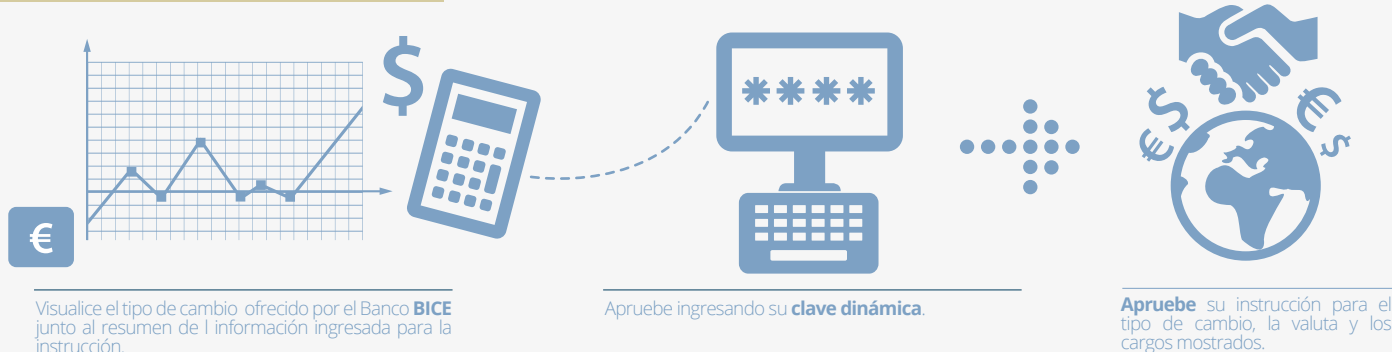 $
€
****
€
$
€
$
Visualice el tipo de cambio ofrecido por el Banco BICE
junto al resumen de l información ingresada para la
instrucción.
Apruebe ingresando su clave dinámica.
Apruebe su instrucción para el
tipo de cambio, la valuta y los
cargos mostrados.